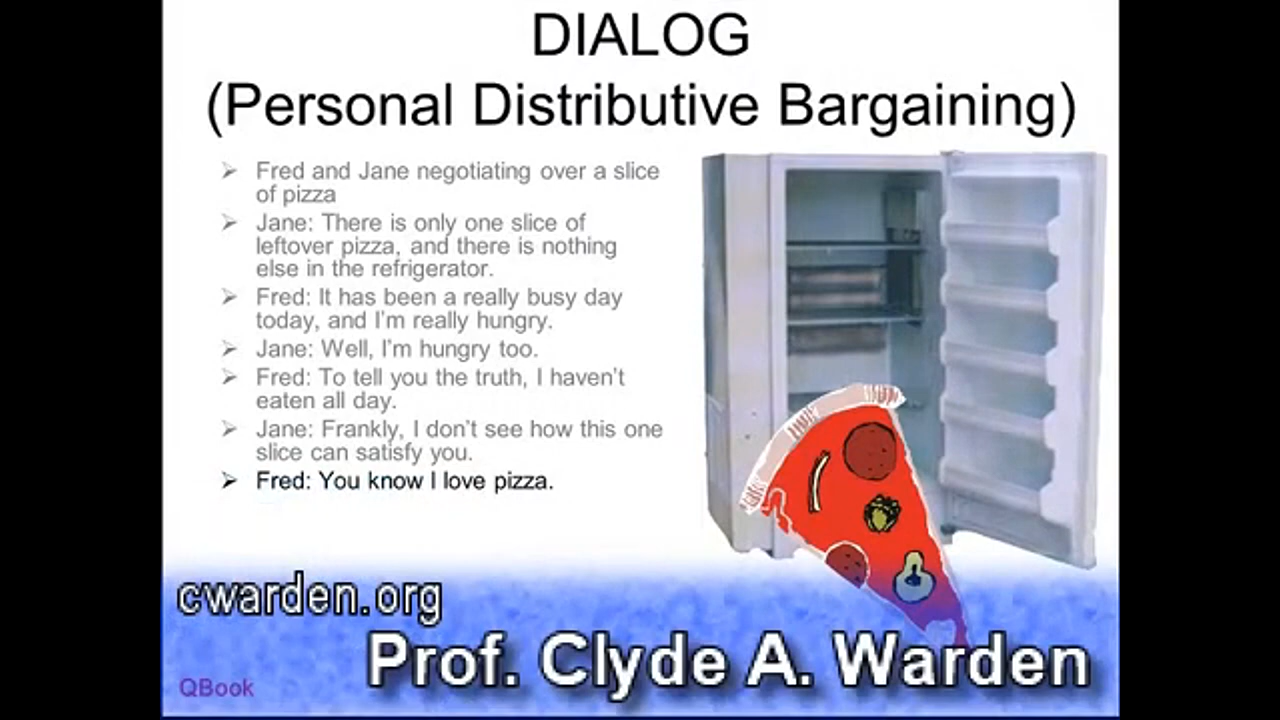 DIALOG
(Personal Distributive Bargaining)
Fred and Jane negotiating over a slice
of pizza
Jane: There is only one slice of
leftover pizza, and there is nothing
else in the refrigerator.
Fred: It has been a really busy day
today, and I'm really hungry.
Jane: Well, I'm hungry too.
Fred: To tell you the truth, I haven't
eaten all day.
Jane: Frankly, I don't see how this one
slice can satisfy you.
Fred: You know I love pizza.
cwarden.org
Prof. Clyde A. Warden
QBook